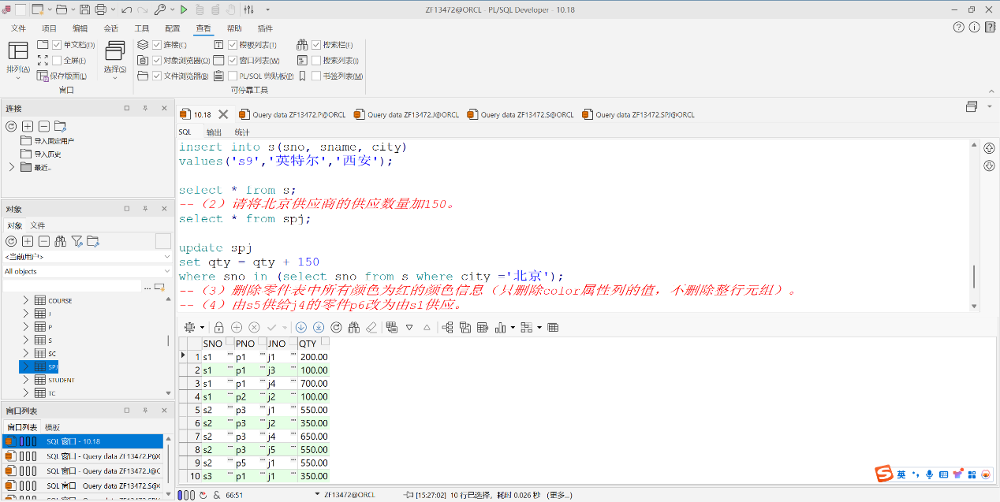 ZF13472@ORCL - PL/SQL Developer - 10.18
文件 项目 编辑 会话 工具 配置 查看 帮助 插件
排列(A)
单文档(D)
全屏(F)
保存版面(L)
窗口
选择(S)
连接(C)
对象浏览器(O)
文件浏览器(B)
模板列表(T)
窗口列表(W)
PL/SQL 剪贴板(P)
搜索栏(E)
搜索列表(I)
书签列表(M)
可停靠工具
连接
导入固定用户
导入历史
最近...
对象
对象 文件
<当前用户>
All objects
...
COURSE
J
P
S
SC
SPJ
STUDENT
TC
窗口列表
窗口列表 模板
SQL 窗口 - 10.18
SQL 窗口 - Query data ZF13472.P@
SQL 窗口 - Query data ZF13472.J@
SQL 窗口 - Query data ZF13472.S@
10.18 Query data ZF13472.P@ORCL Query data ZF13472.J@ORCL Query data ZF13472.S@ORCL Query data ZF13472.SPJ@ORCL
SQL 输出 统计
insert into s(sno, sname, city)
values('s9','英特尔','西安');
select * from s;
--（2）请将北京供应商的供应数量加150。
select * from spj;
update spj
set qty = qty + 150
where sno in (select sno from s where city ='北京');
--（3）删除零件表中所有颜色为红的颜色信息（只删除color属性列的值，不删除整行元组）。
--（4）由s5供给j4的零件p6改为由s1供应。
SNO PNO JNO QTY
1 s1 p1 j1 200.00
2 s1 p1 j3 100.00
3 s1 p1 j4 700.00
4 s1 p2 j2 100.00
5 s2 p3 j1 550.00
6 s2 p3 j2 350.00
7 s2 p3 j4 650.00
8 s2 p3 j5 550.00
9 s2 p5 j1 550.00
10 s3 p1 j1 350.00
英
& 66:51 ZF13472@ORCL [15:27:02] 10 行已选择，耗时 0.026 秒 (更多...)